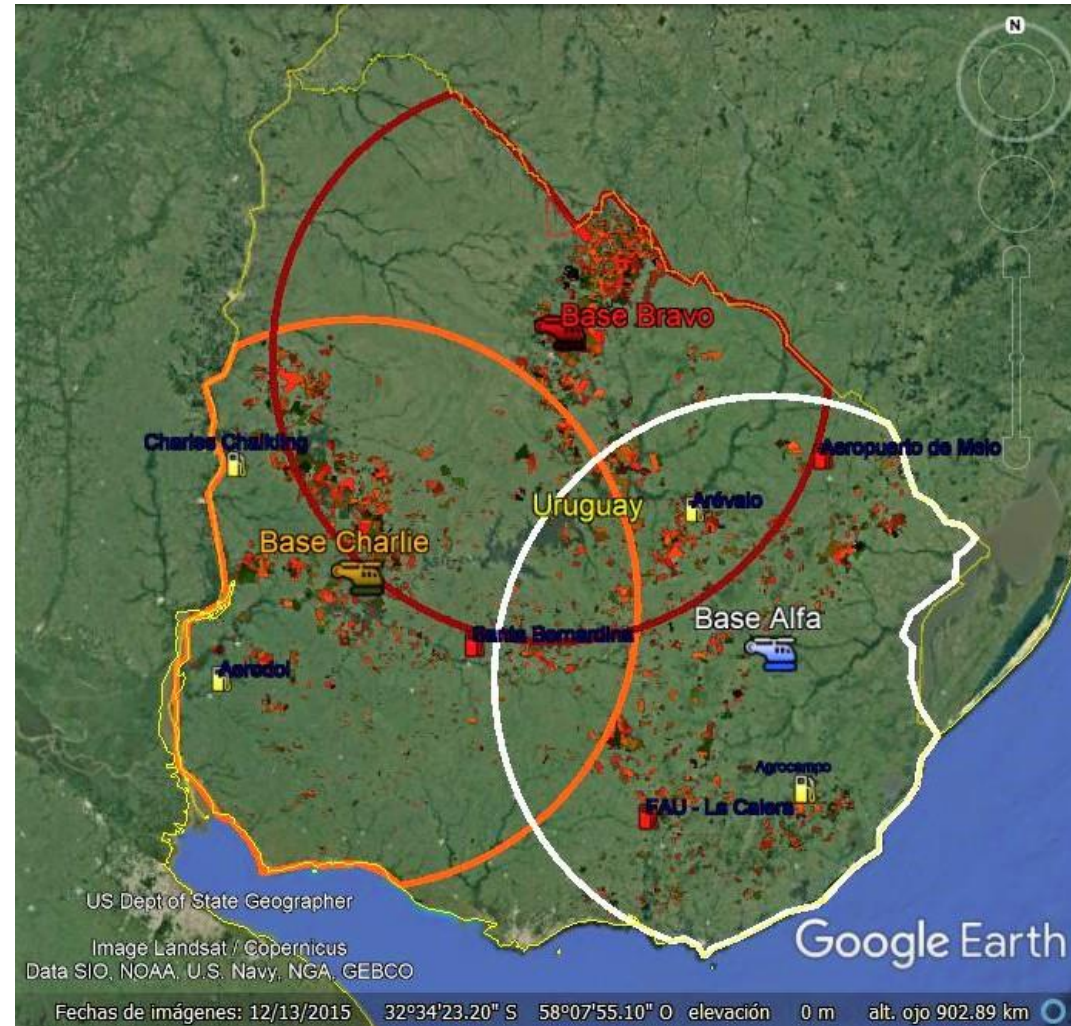 N
Base Bravo
Charles Chalkling
Aeropuerto de Melo
Uruguay
Arévalo
Base Charlie
Base Alfa
Santa Bernardina
Aerodol
Agrocampo
FAU - La Calera
US Dept of State Geographer
Google Earth
Image Landsat / Copernicus
Data SIO, NOAA, U.S. Navy, NGA, GEBCO
Fechas de imágenes: 12/13/2015 32°34'23.20" S 58°07'55.10" O elevación 0 m alt. ojo 902.89 km